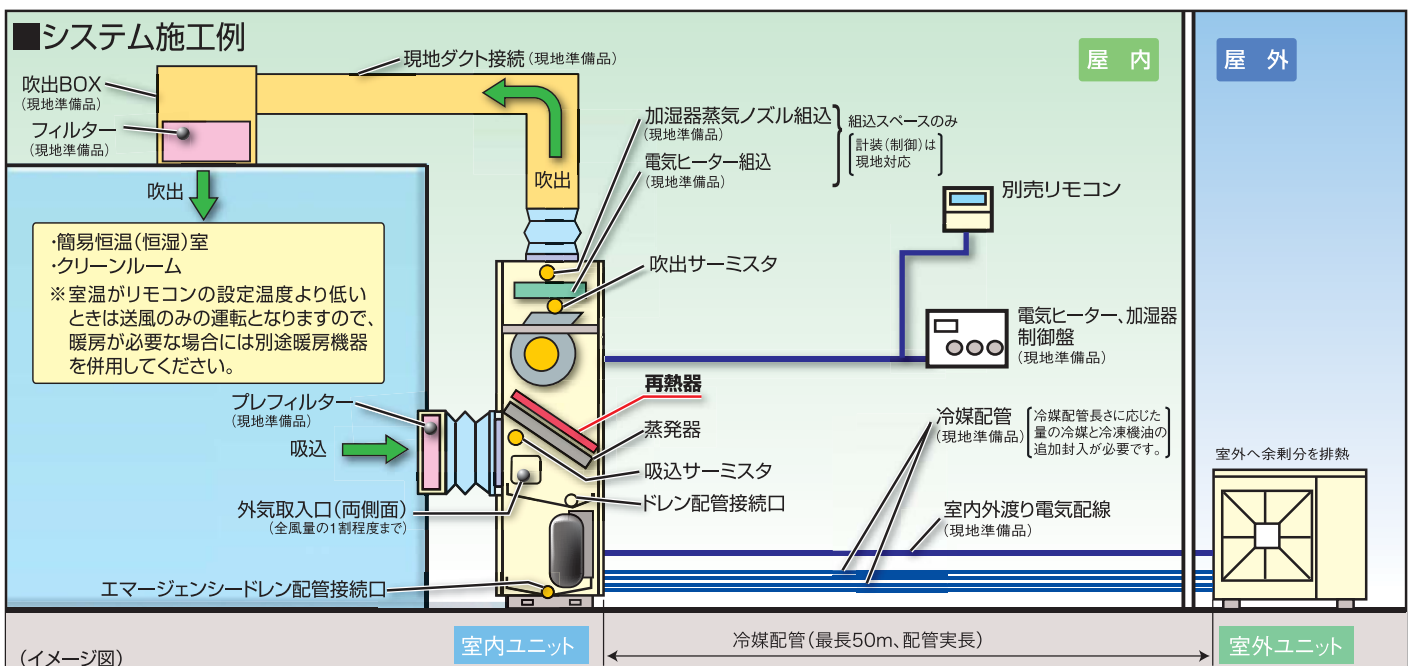 ■システム施工例
屋 内
屋 外
現地ダクト接続(現地準備品)
吹出BOX
(現地準備品)
フィルター
(現地準備品)
吹出
吹出
加湿器蒸気ノズル組込
(現地準備品)
電気ヒーター組込
(現地準備品)
組込スペースのみ
計装(制御)は
現地対応
別売リモコン
・簡易恒温(恒湿)室
・クリーンルーム
※室温がリモコンの設定温度より低い
ときは送風のみの運転となりますので、
暖房が必要な場合には別途暖房機器
を併用してください。
吹出サーミスタ
電気ヒーター、加湿器
制御盤
(現地準備品)
再熱器
プレフィルター
(現地準備品)
吸込
蒸発器
吸込サーミスタ
ドレン配管接続口
冷媒配管
(現地準備品)
冷媒配管長さに応じた
量の冷媒と冷凍機油の
追加封入が必要です。
室外へ余剰分を排熱
外気取入口(両側面)
(全風量の1割程度まで)
室内外渡り電気配線
(現地準備品)
エマージェンシードレン配管接続口
室内ユニット
冷媒配管(最長50m、配管実長)
室外ユニット
(イメージ図)